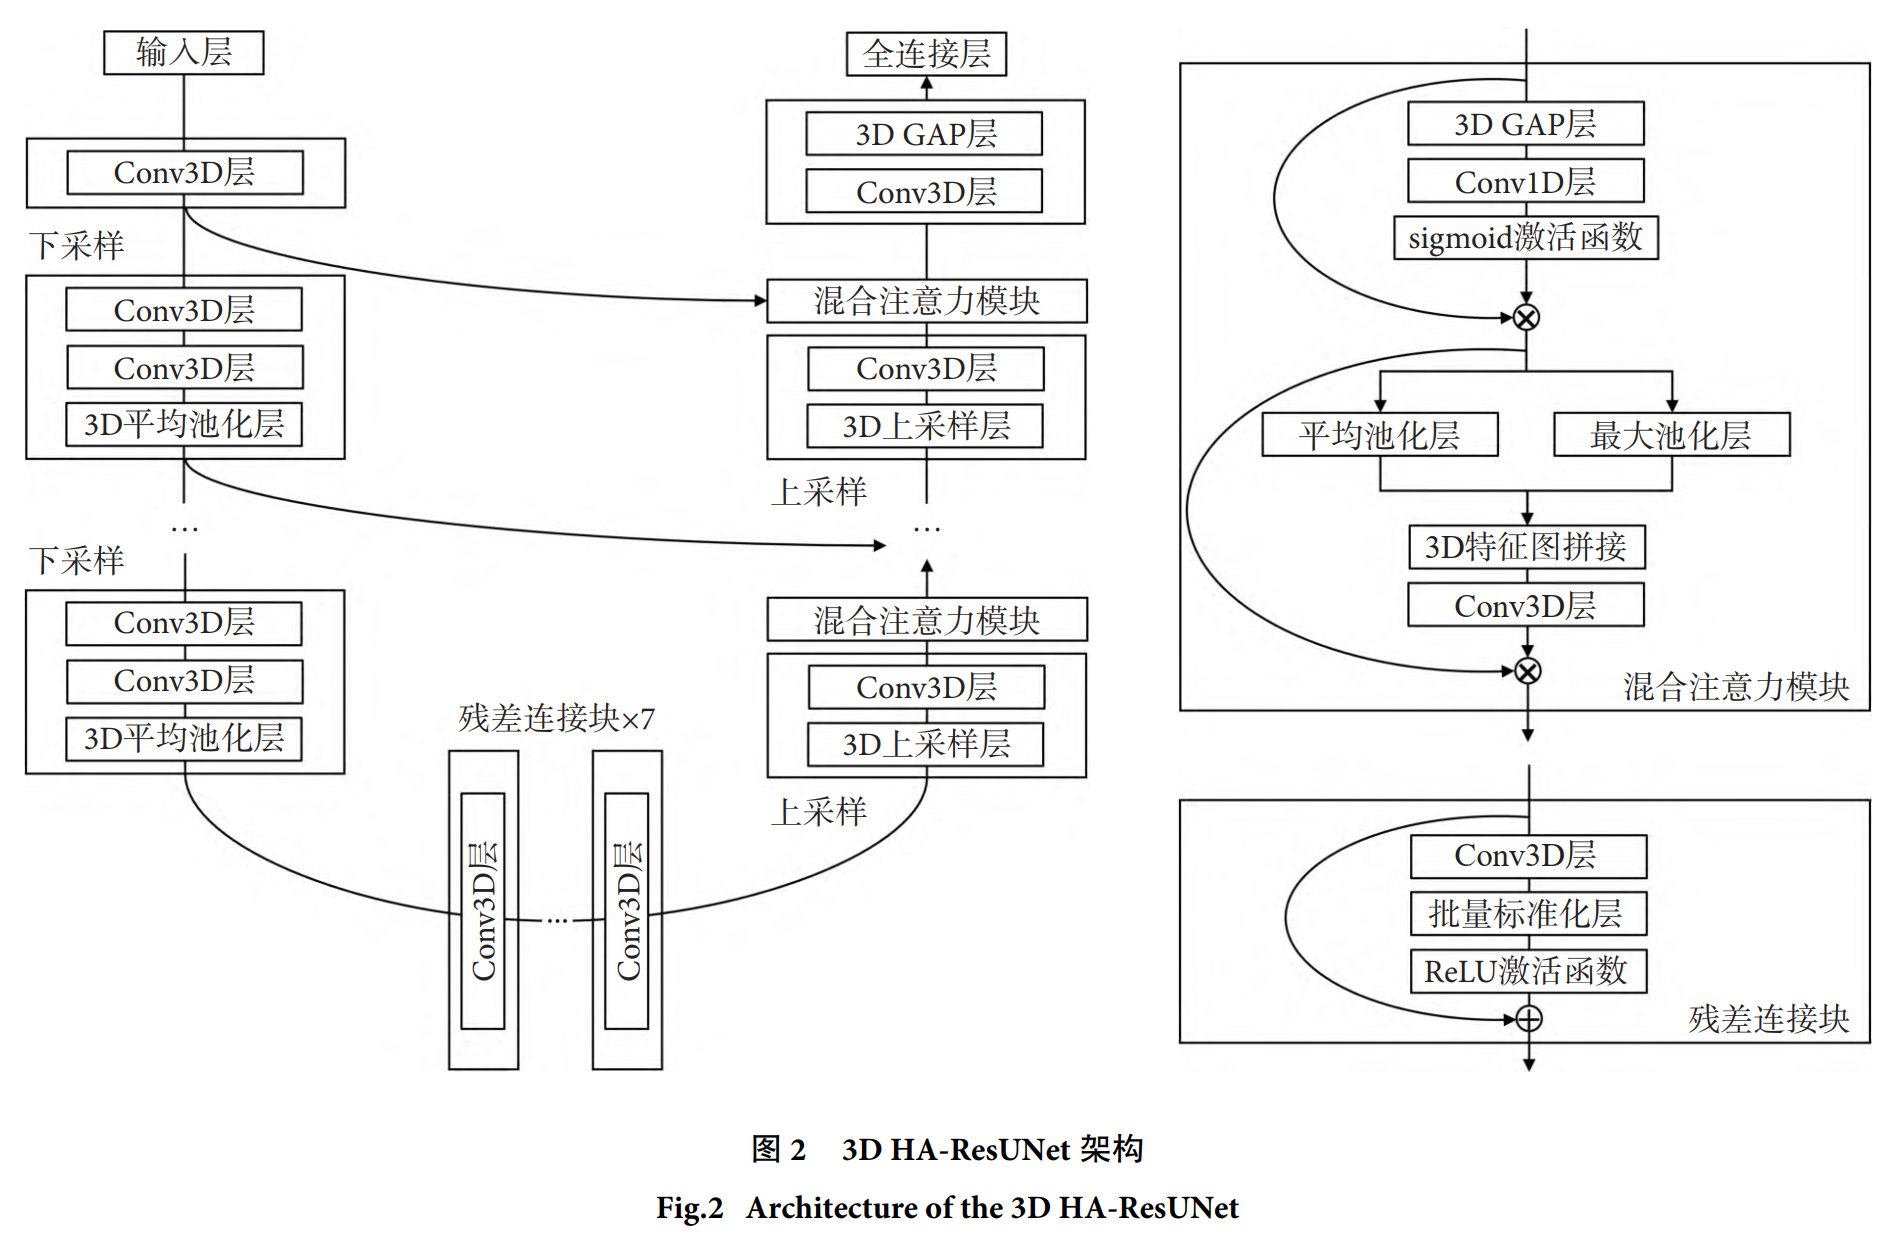 输入层
Conv3D层
下采样
Conv3D层
Conv3D层
3D平均池化层
…
下采样
Conv3D层
Conv3D层
3D平均池化层
残差连接块×7
Conv3D层
…
Conv3D层
全连接层
3D GAP层
Conv3D层
混合注意力模块
Conv3D层
3D上采样层
上采样
…
混合注意力模块
Conv3D层
3D上采样层
上采样
3D GAP层
Conv1D层
sigmoid激活函数
平均池化层
最大池化层
3D特征图拼接
Conv3D层
混合注意力模块
Conv3D层
批量标准化层
ReLU激活函数
残差连接块
图 2 3D HA-ResUNet 架构
Fig.2 Architecture of the 3D HA-ResUNet